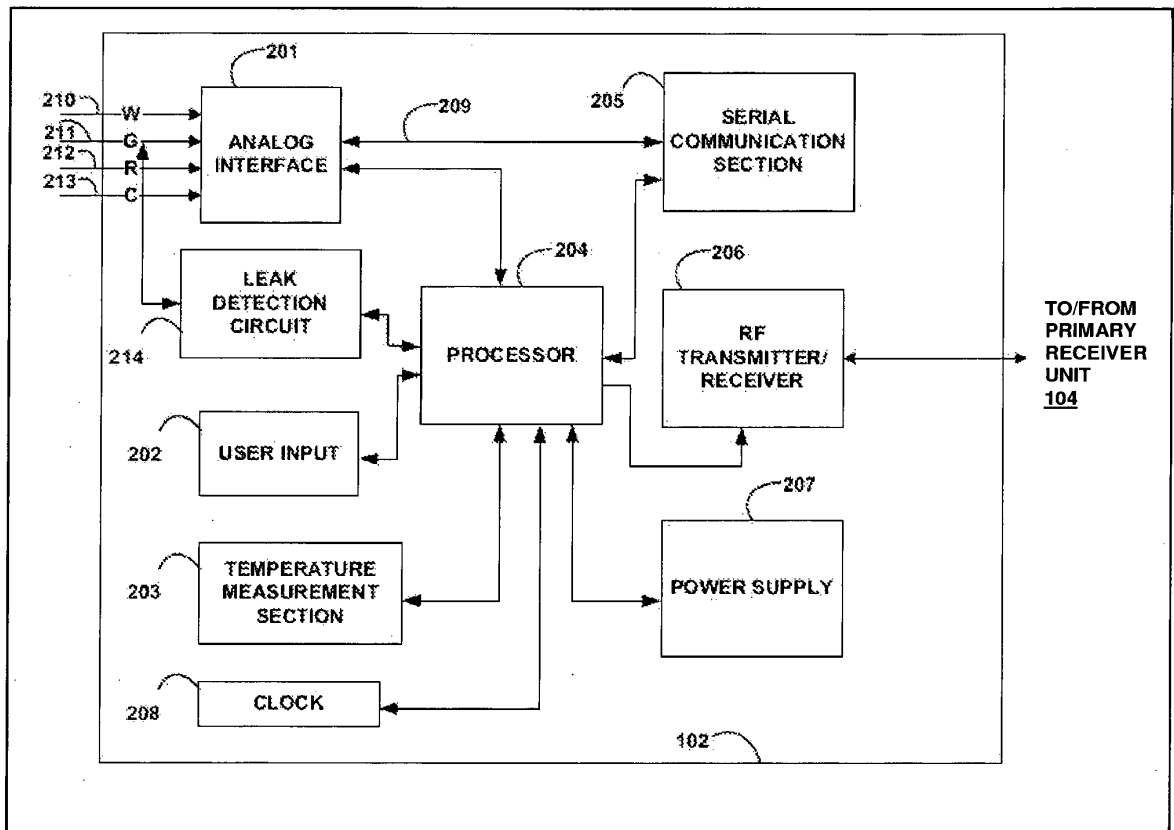 201
210
W
211
G
212
R
213
C
ANALOG
INTERFACE
209
205
SERIAL
COMMUNICATION
SECTION
LEAK
DETECTION
CIRCUIT
214
204
PROCESSOR
206
RF
TRANSMITTER/
RECEIVER
TO/FROM
PRIMARY
RECEIVER
UNIT
104
202
USER INPUT
207
POWER SUPPLY
203
TEMPERATURE
MEASUREMENT
SECTION
208
CLOCK
102